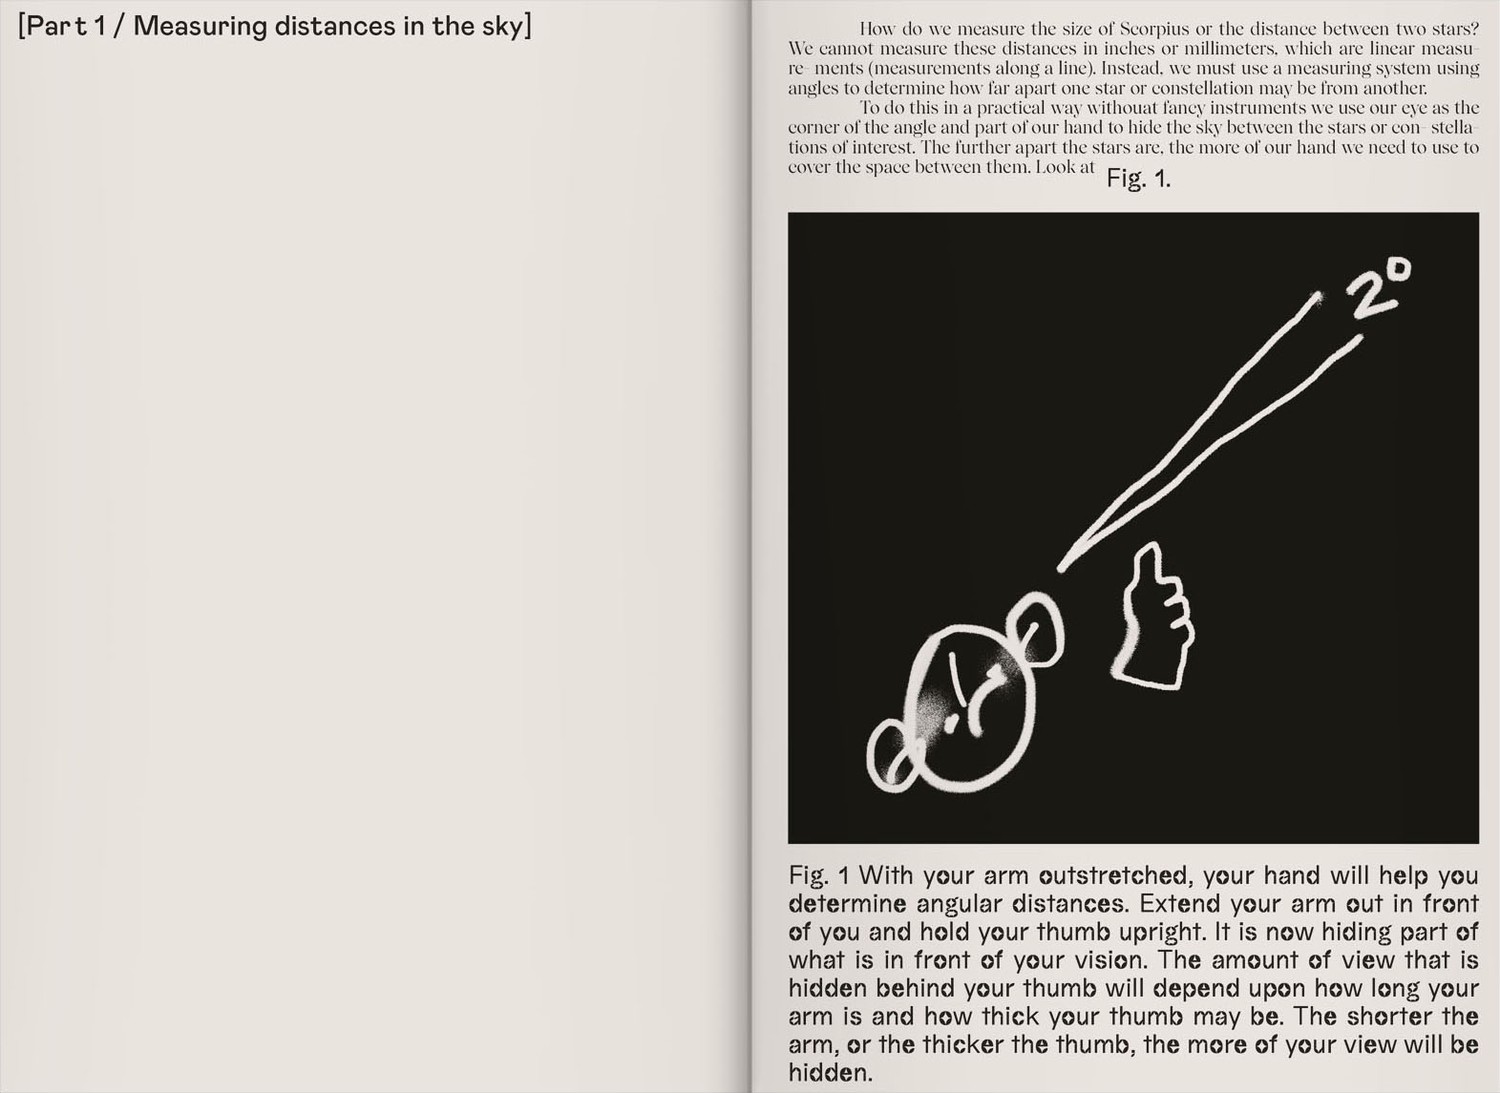 [Part 1 / Measuring distances in the sky]
How do we measure the size of Scorpius or the distance between two stars?
We cannot measure these distances in inches or millimeters, which are linear measu-
re- ments (measurements along a line). Instead, we must use a measuring system using
angles to determine how far apart one star or constellation may be from another.
To do this in a practical way withouat fancy instruments we use our eye as the
corner of the angle and part of our hand to hide the sky between the stars or con- stella-
tions of interest. The further apart the stars are, the more of our hand we need to use to
cover the space between them. Look at Fig. 1.
2°
Fig. 1 With your arm outstretched, your hand will help you
determine angular distances. Extend your arm out in front
of you and hold your thumb upright. It is now hiding part of
what is in front of your vision. The amount of view that is
hidden behind your thumb will depend upon how long your
arm is and how thick your thumb may be. The shorter the
arm, or the thicker the thumb, the more of your view will be
hidden.